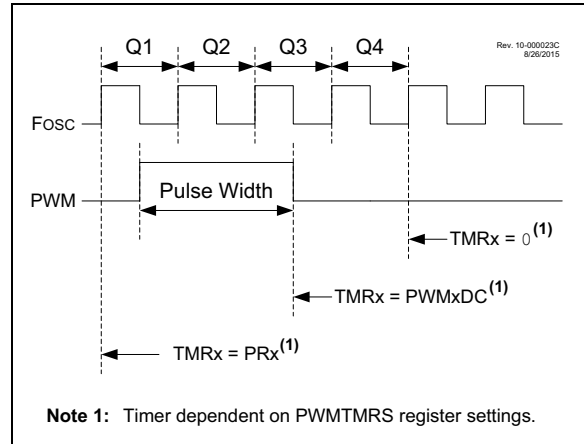 Rev. 10-000023C
8/26/2015
Q1 Q2 Q3 Q4
FOSC
PWM
Pulse Width
TMRx = 0(1)
TMRx = PWMxDC(1)
TMRx = PRx(1)
Note 1: Timer dependent on PWMTMRS register settings.